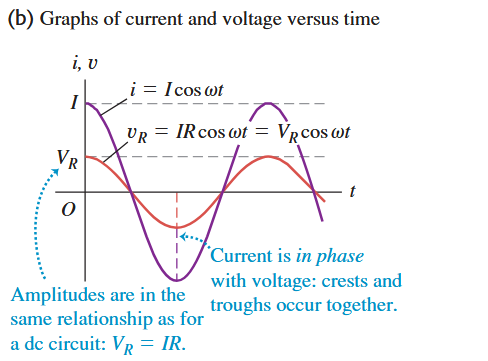 (b) Graphs of current and voltage versus time
i, v
I
i = I cos ωt
v_R = IR cos ωt = V_R cos ωt
V_R
t
O
Current is in phase
with voltage: crests and
troughs occur together.
Amplitudes are in the
same relationship as for
a dc circuit: V_R = IR.